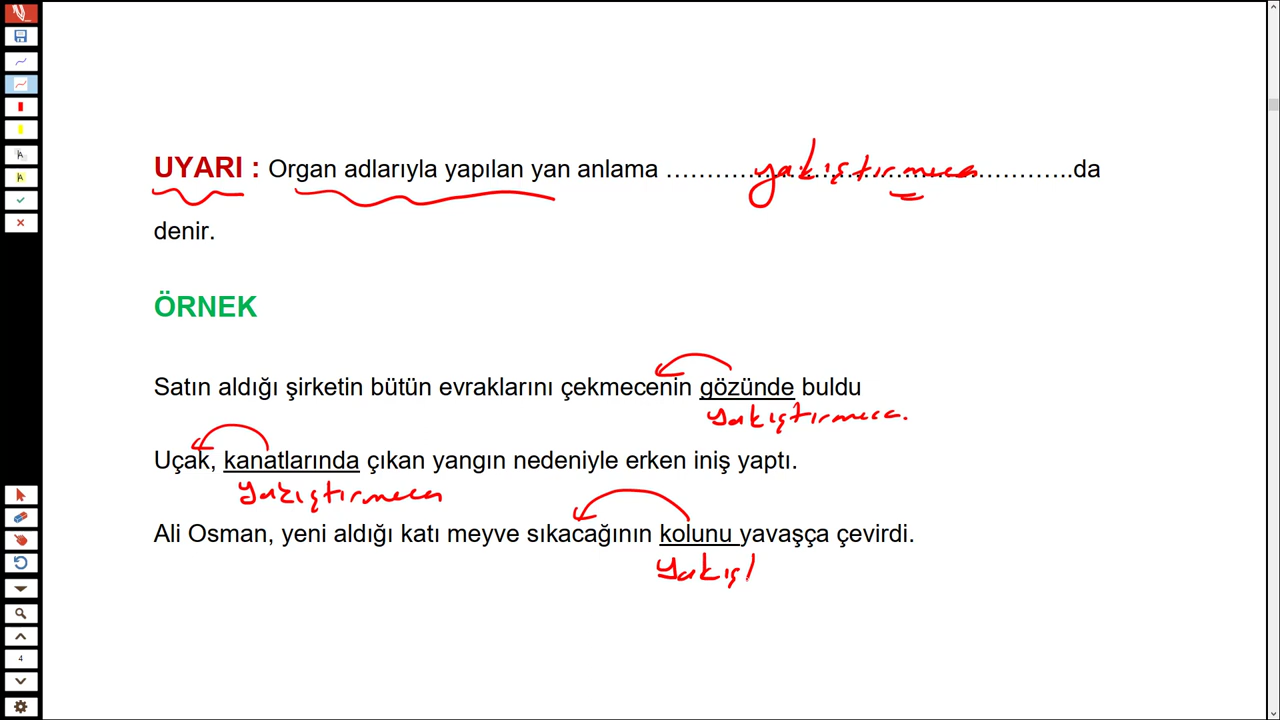 UYARI : Organ adlarıyla yapılan yan anlama ……………yakıştırmaca…………..da
denir.
ÖRNEK
Satın aldığı şirketin bütün evraklarını çekmecenin gözünde buldu
yakıştırmaca.
Uçak, kanatlarında çıkan yangın nedeniyle erken iniş yaptı.
yakıştırmaca
Ali Osman, yeni aldığı katı meyve sıkacağının kolunu yavaşça çevirdi.
yakışt
4